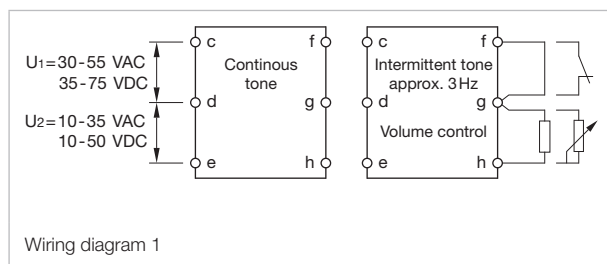 U1=30-55 VAC
35-75 VDC
U2=10-35 VAC
10-50 VDC
c
f
Continous
tone
d
g
e
h
c
f
Intermittent tone
approx. 3 Hz
d
g
Volume control
e
h
Wiring diagram 1